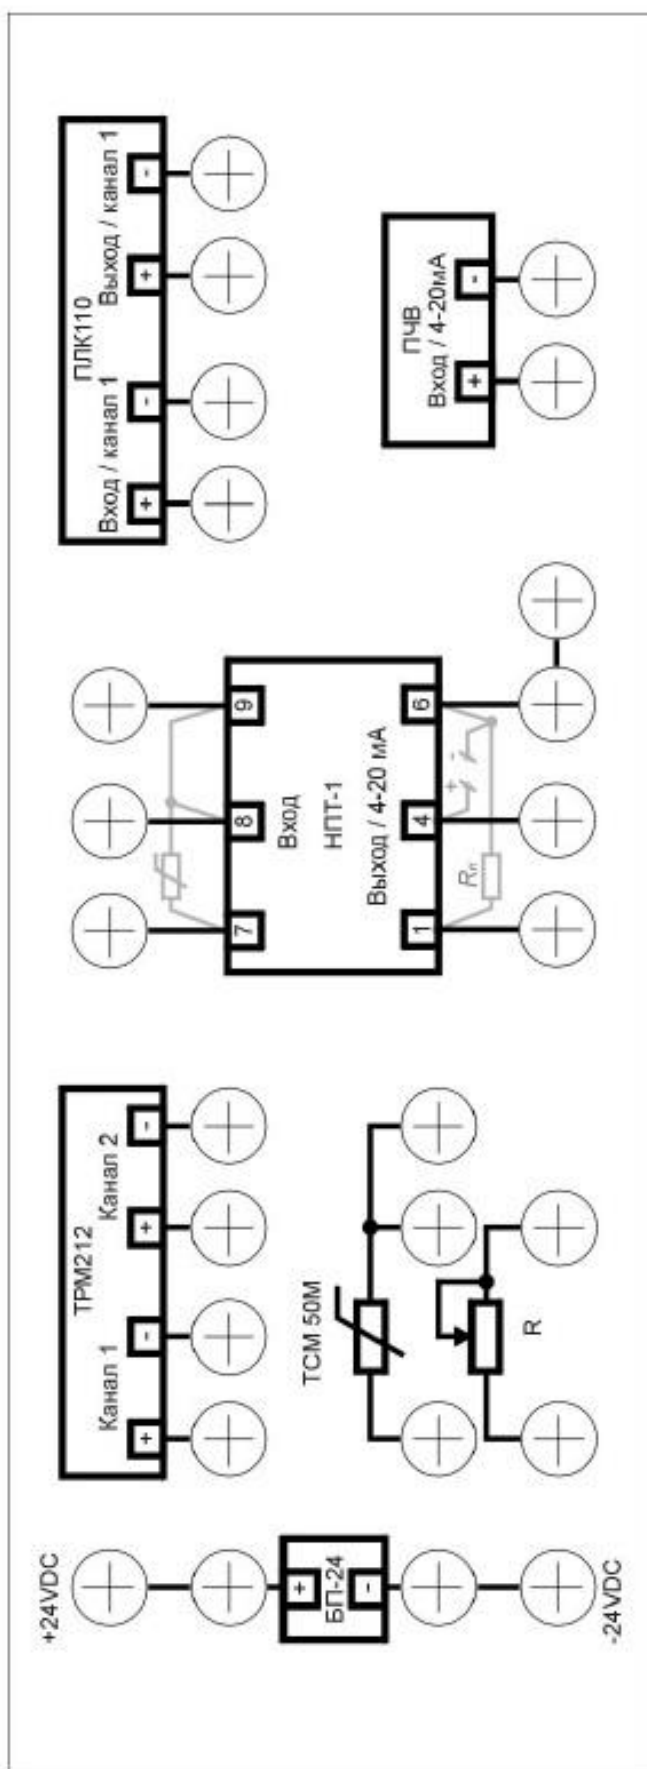 +24VDC
+
БП-24
-
-24VDC
ТРМ212
Канал 1 Канал 2
+ - + -
ТСМ 50М
R
7 8 9
Вход
НПТ-1
Выход / 4-20 мА
1 4 6
+ -
Rн
ПЛК110
Вход / канал 1 Выход / канал 1
+ - + -
ПЧВ
Вход / 4-20мА
+ -